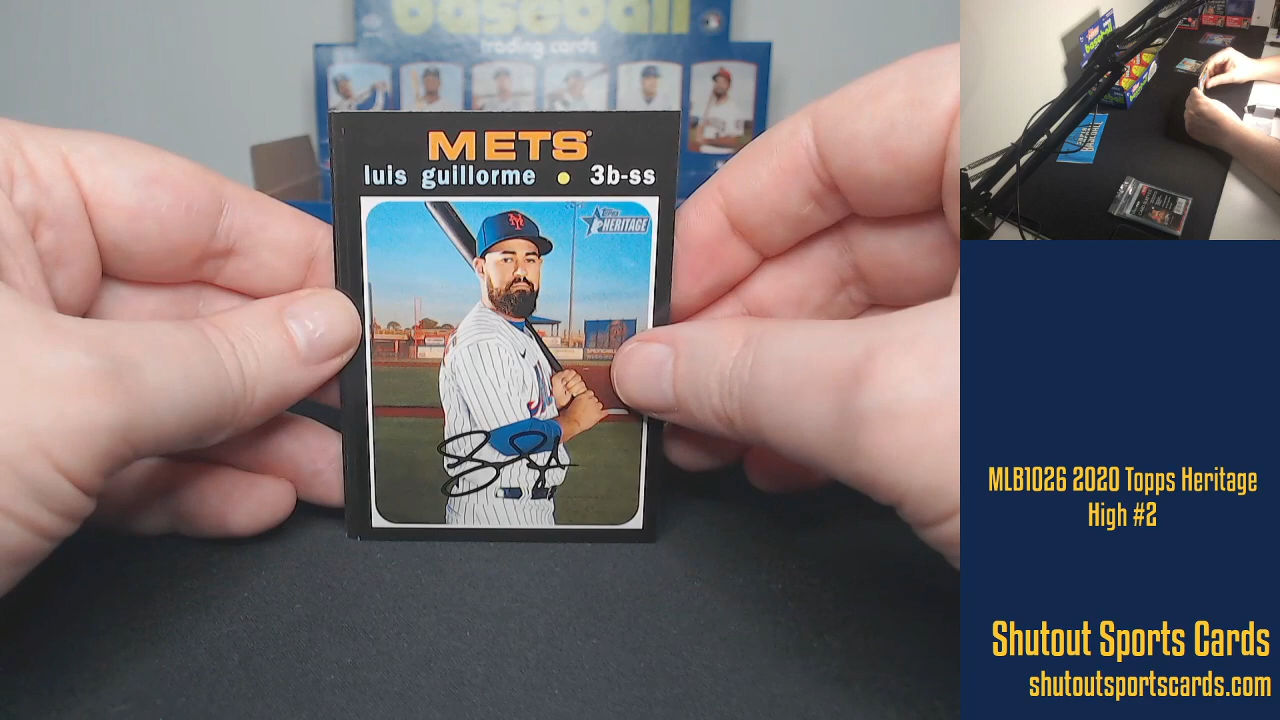 baseball
trading cards
METS
luis guillorme • 3b-ss
Topps
HERITAGE
MLB1026 2020 Topps Heritage
High #2
Shutout Sports Cards
shutoutsportscards.com